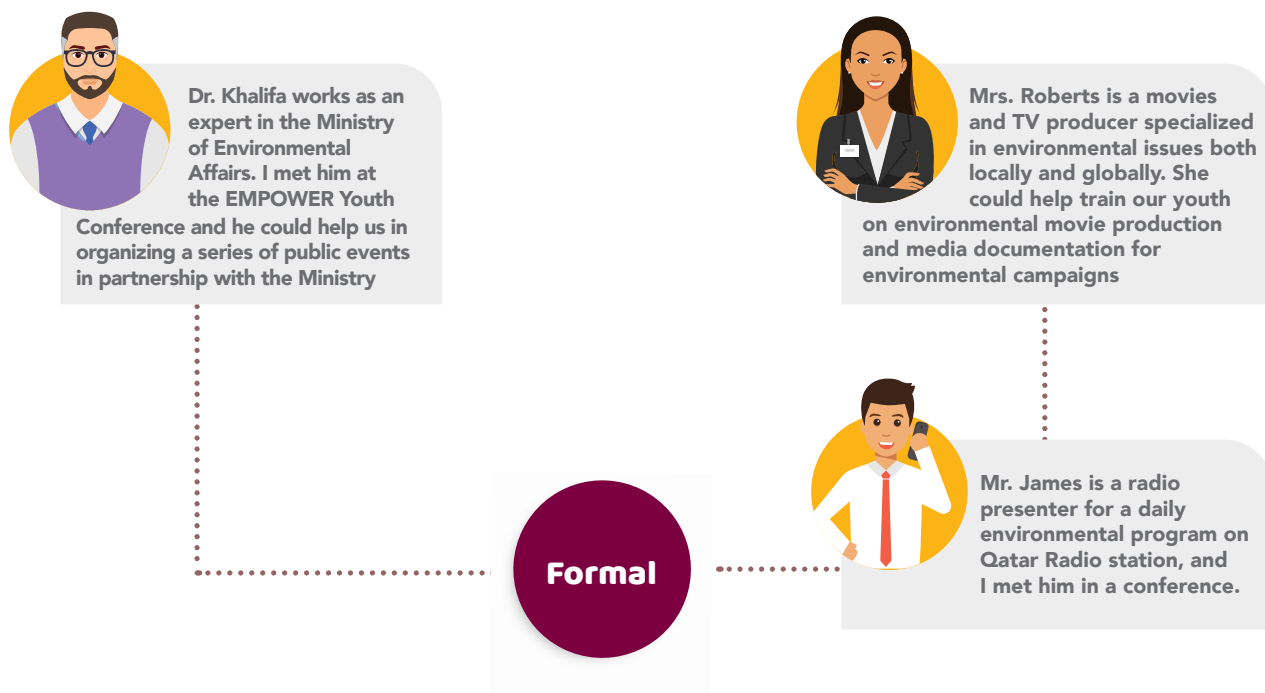 Dr. Khalifa works as an
expert in the Ministry
of Environmental
Affairs. I met him at
the EMPOWER Youth
Conference and he could help us in
organizing a series of public events
in partnership with the Ministry
Mrs. Roberts is a movies
and TV producer specialized
in environmental issues both
locally and globally. She
could help train our youth
on environmental movie production
and media documentation for
environmental campaigns
Formal
Mr. James is a radio
presenter for a daily
environmental program on
Qatar Radio station, and
I met him in a conference.